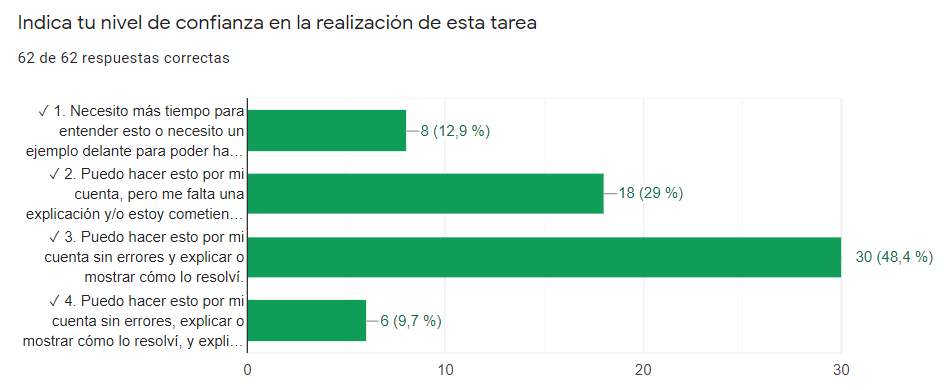 Indica tu nivel de confianza en la realización de esta tarea
62 de 62 respuestas correctas
✓ 1. Necesito más tiempo para
entender esto o necesito un
ejemplo delante para poder ha…
8 (12,9 %)
✓ 2. Puedo hacer esto por mi
cuenta, pero me falta una
explicación y/o estoy cometien…
18 (29 %)
✓ 3. Puedo hacer esto por mi
cuenta sin errores y explicar o
mostrar cómo lo resolví.
30 (48,4 %)
✓ 4. Puedo hacer esto por mi
cuenta sin errores, explicar o
mostrar cómo lo resolví, y expli…
6 (9,7 %)
0 10 20 30